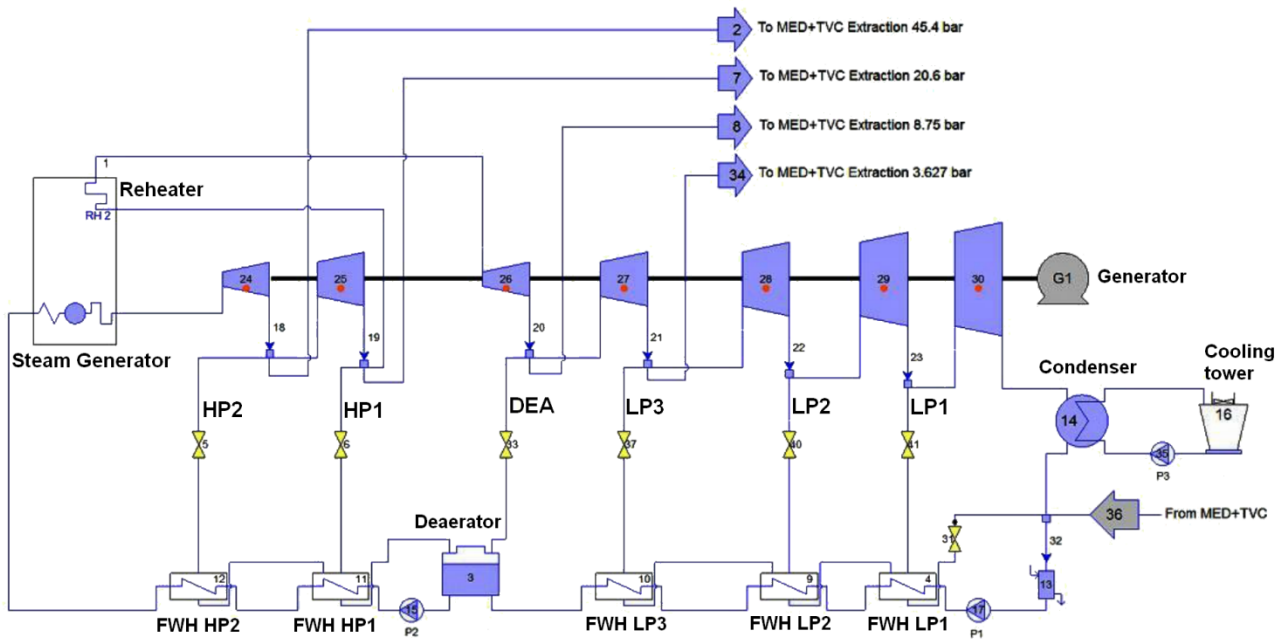 2 To MED+TVC Extraction 45.4 bar
7 To MED+TVC Extraction 20.6 bar
8 To MED+TVC Extraction 8.75 bar
34 To MED+TVC Extraction 3.627 bar
1
Reheater
RH 2
24
25
26
27
28
29
30
G1
Generator
Steam Generator
18
19
20
21
22
23
Condenser
Cooling
tower
14
16
35
P3
HP2
HP1
DEA
LP3
LP2
LP1
5
6
33
37
40
41
36
From MED+TVC
31
32
Deaerator
12
11
3
10
9
4
13
15
P2
17
P1
FWH HP2
FWH HP1
FWH LP3
FWH LP2
FWH LP1